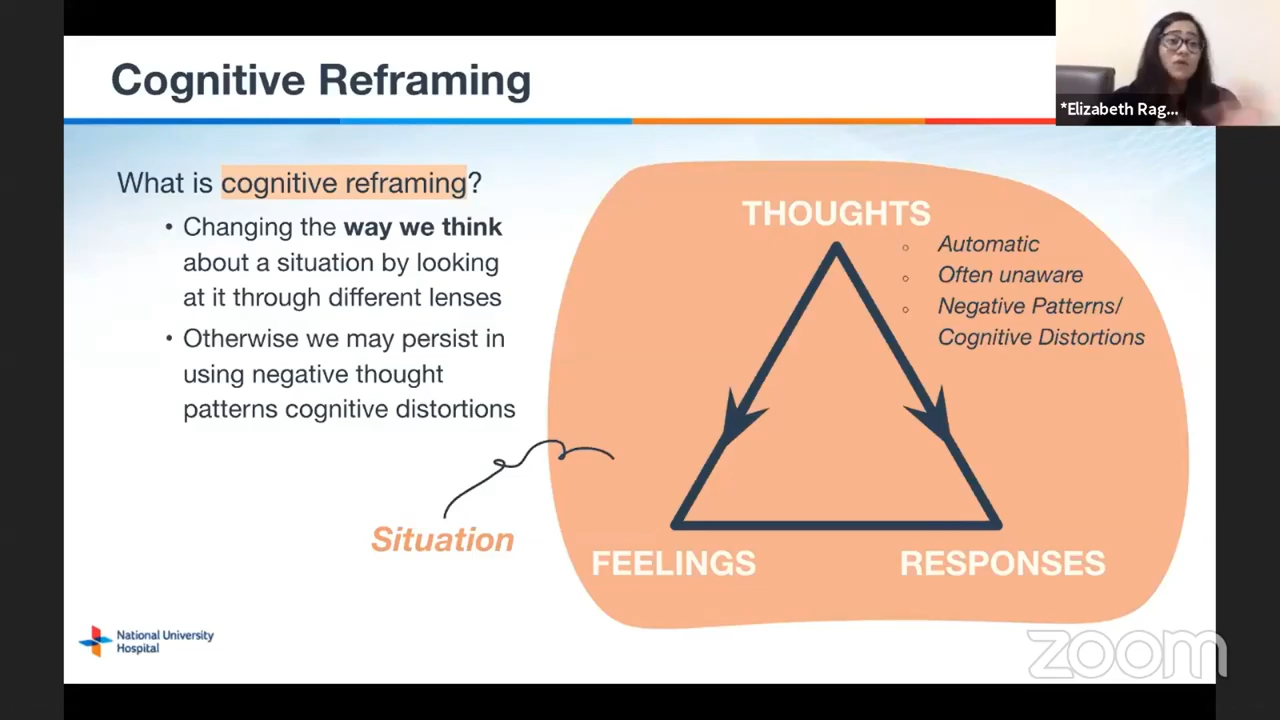 Cognitive Reframing
*Elizabeth Rag...
What is cognitive reframing?
• Changing the way we think
about a situation by looking
at it through different lenses
• Otherwise we may persist in
using negative thought
patterns cognitive distortions
Situation
THOUGHTS
Automatic
Often unaware
Negative Patterns/
Cognitive Distortions
FEELINGS
RESPONSES
National University
Hospital
zoom